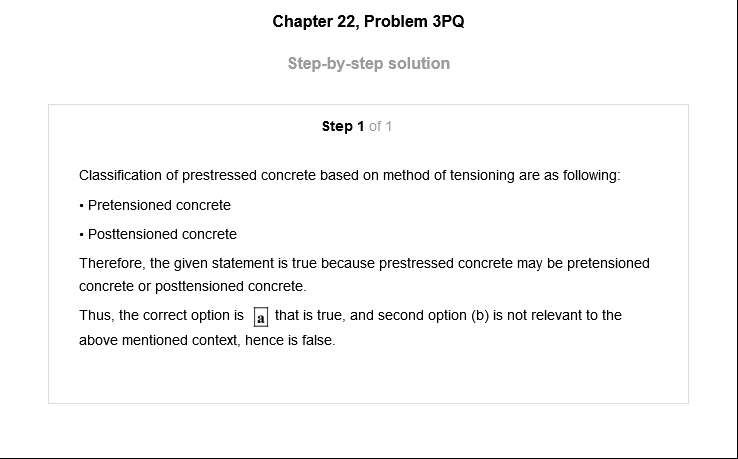 Chapter 22, Problem 3PQ
Step-by-step solution
Step 1 of 1
Classification of prestressed concrete based on method of tensioning are as following:
• Pretensioned concrete
• Posttensioned concrete
Therefore, the given statement is true because prestressed concrete may be pretensioned
concrete or posttensioned concrete.
Thus, the correct option is a that is true, and second option (b) is not relevant to the
above mentioned context, hence is false.